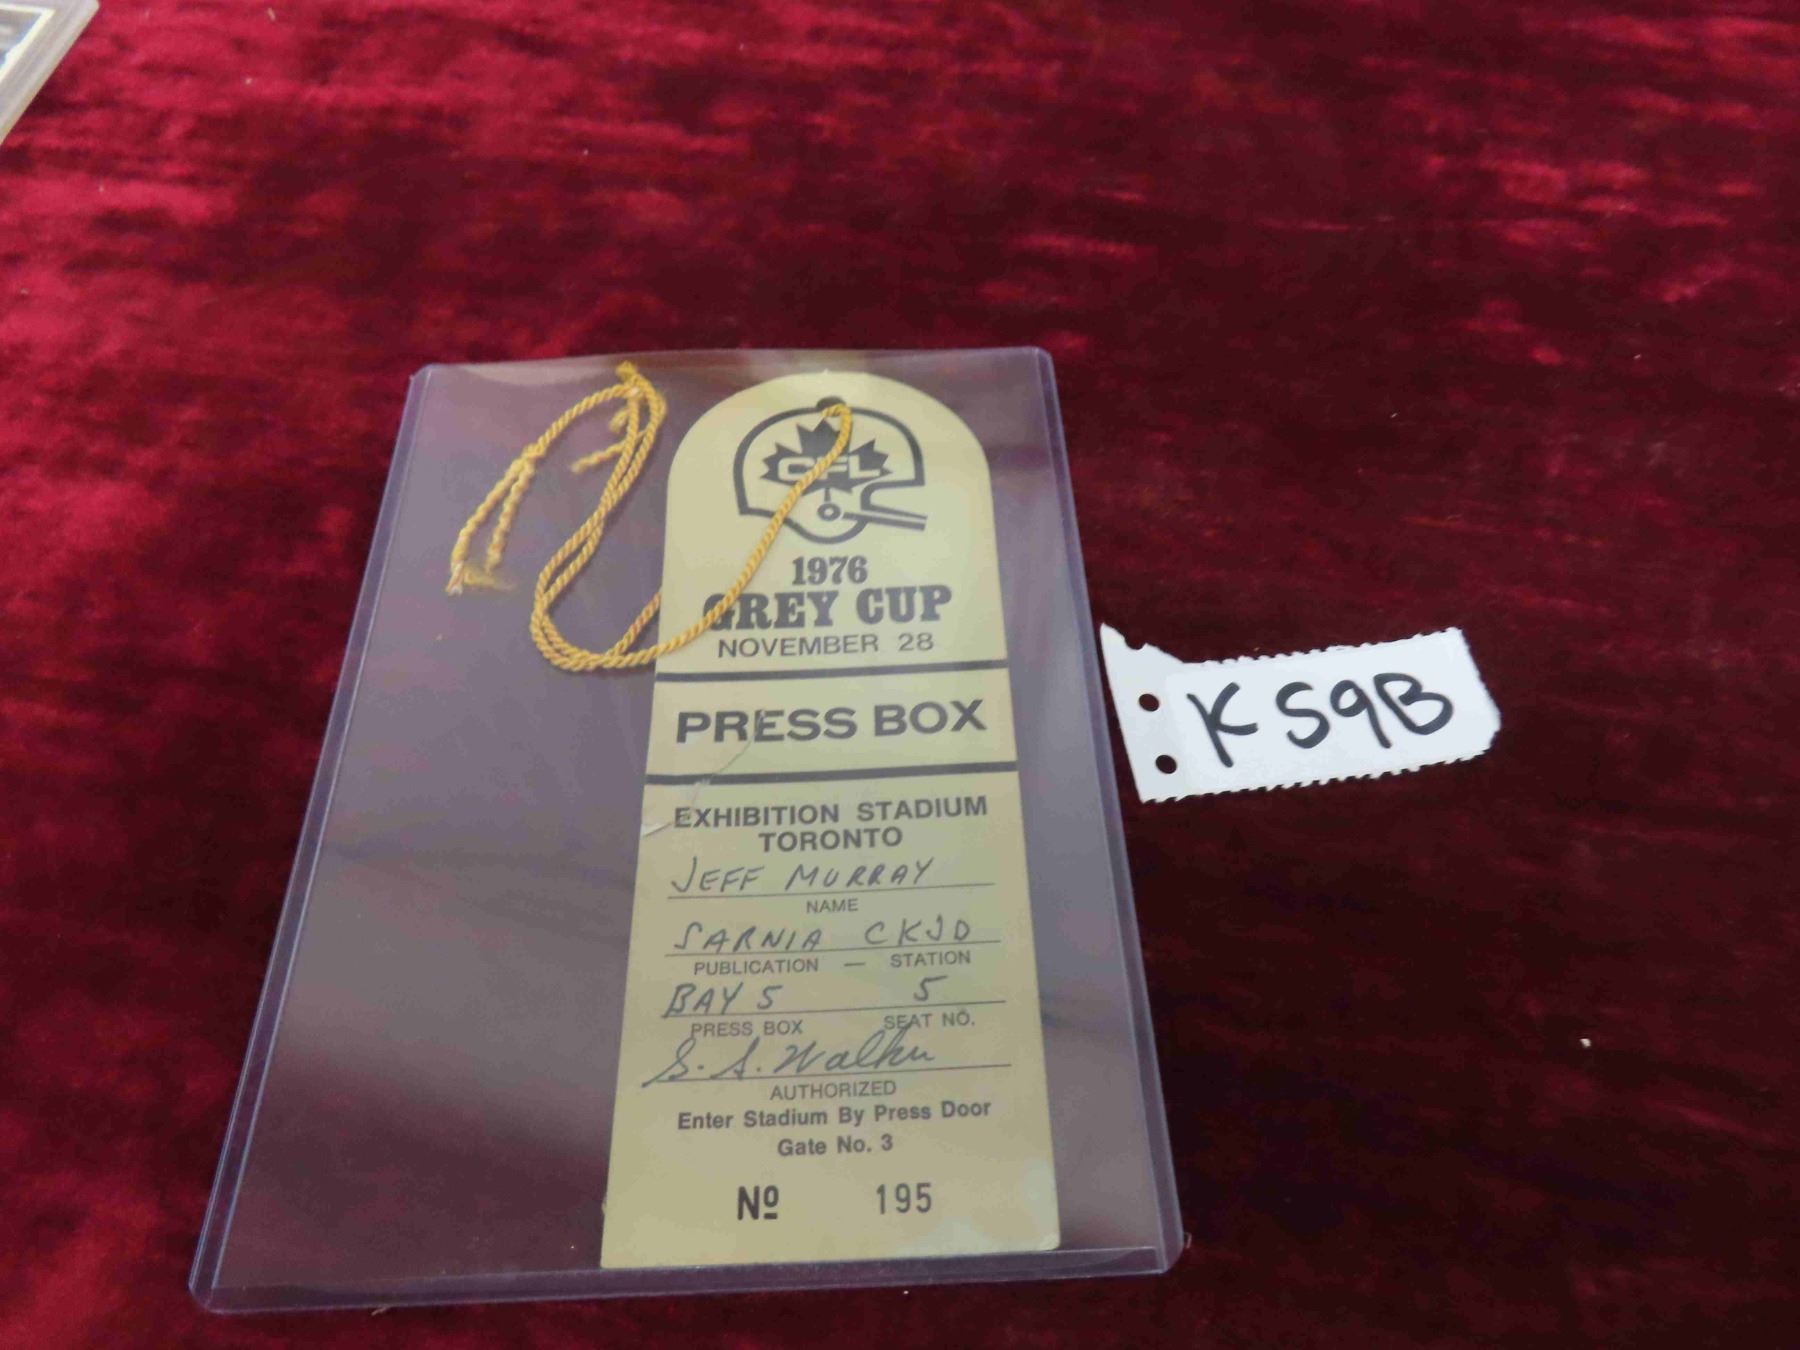 CFL
1976
GREY CUP
NOVEMBER 28
PRESS BOX
EXHIBITION STADIUM
TORONTO
JEFF MURRAY
NAME
SARNIA CKJD
PUBLICATION — STATION
BAY 5 5
PRESS BOX SEAT NO.
S. A. Walker
AUTHORIZED
Enter Stadium By Press Door
Gate No. 3
Nº 195
K59B